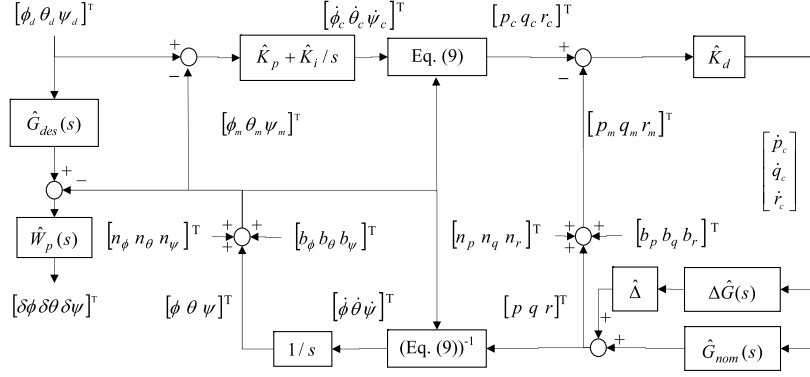 [ϕ_d θ_d ψ_d]^T
[ϕ̇_c θ̇_c ψ̇_c]^T
[p_c q_c r_c]^T
+
−
K̂_p + K̂_i / s
Eq. (9)
+
−
K̂_d
Ĝ_des(s)
[ϕ_m θ_m ψ_m]^T
[p_m q_m r_m]^T
[ṗ_c
q̇_c
ṙ_c]
+
−
Ŵ_p(s)
[n_ϕ n_θ n_ψ]^T
+
+
+
[b_ϕ b_θ b_ψ]^T
[n_p n_q n_r]^T
+
+
+
[b_p b_q b_r]^T
[δϕ δθ δψ]^T
[ϕ θ ψ]^T
[ϕ̇ θ̇ ψ̇]^T
[p q r]^T
Δ̂
ΔĜ(s)
+
+
1/s
(Eq. (9))^-1
Ĝ_nom(s)